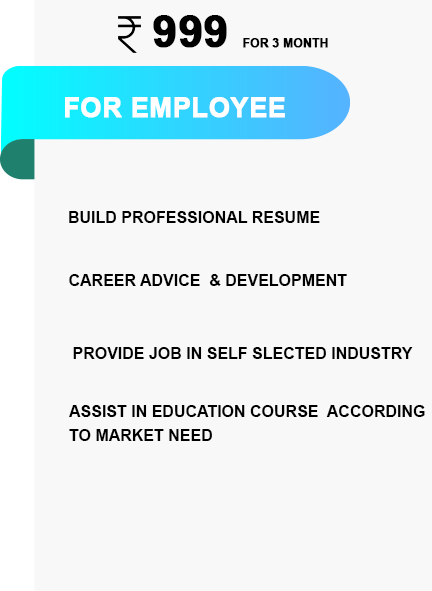 ₹ 999 FOR 3 MONTH
FOR EMPLOYEE
BUILD PROFESSIONAL RESUME
CAREER ADVICE & DEVELOPMENT
PROVIDE JOB IN SELF SLECTED INDUSTRY
ASSIST IN EDUCATION COURSE ACCORDING
TO MARKET NEED